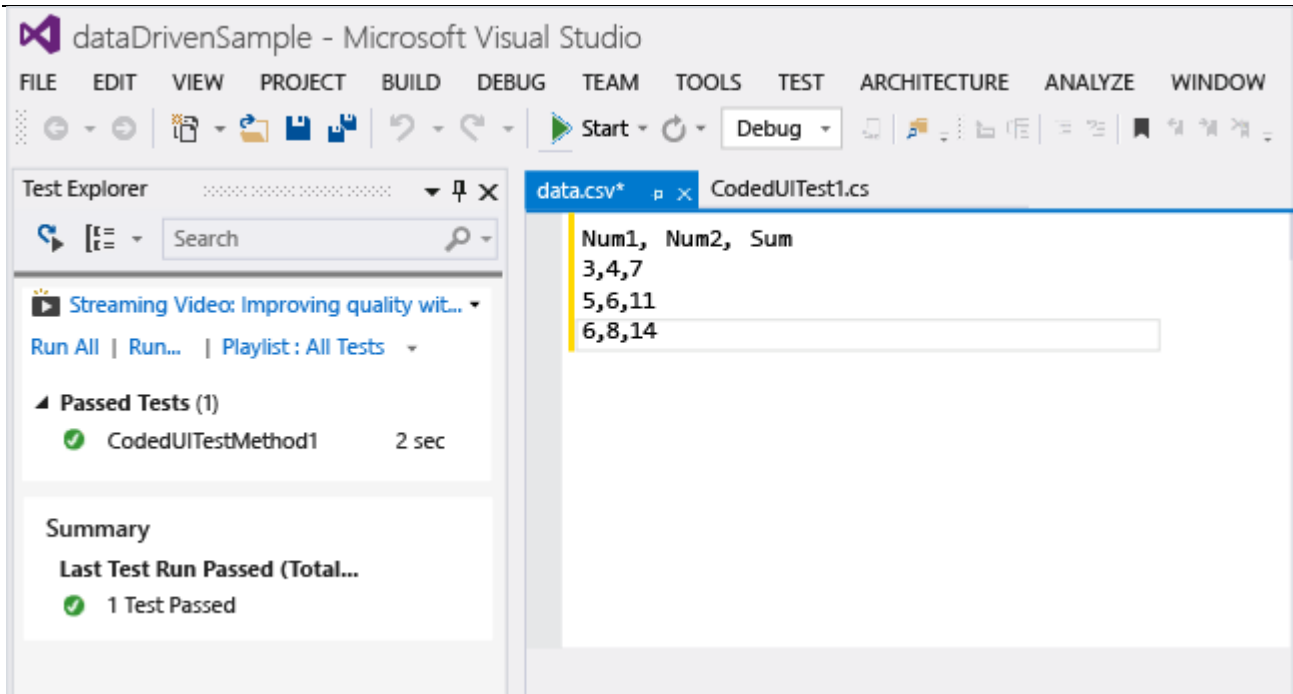 dataDrivenSample - Microsoft Visual Studio
FILE EDIT VIEW PROJECT BUILD DEBUG TEAM TOOLS TEST ARCHITECTURE ANALYZE WINDOW
Start Debug
Test Explorer
Search
Streaming Video: Improving quality wit...
Run All | Run... | Playlist : All Tests
Passed Tests (1)
CodedUITestMethod1 2 sec
Summary
Last Test Run Passed (Total...
1 Test Passed
data.csv* CodedUITest1.cs
Num1, Num2, Sum
3,4,7
5,6,11
6,8,14